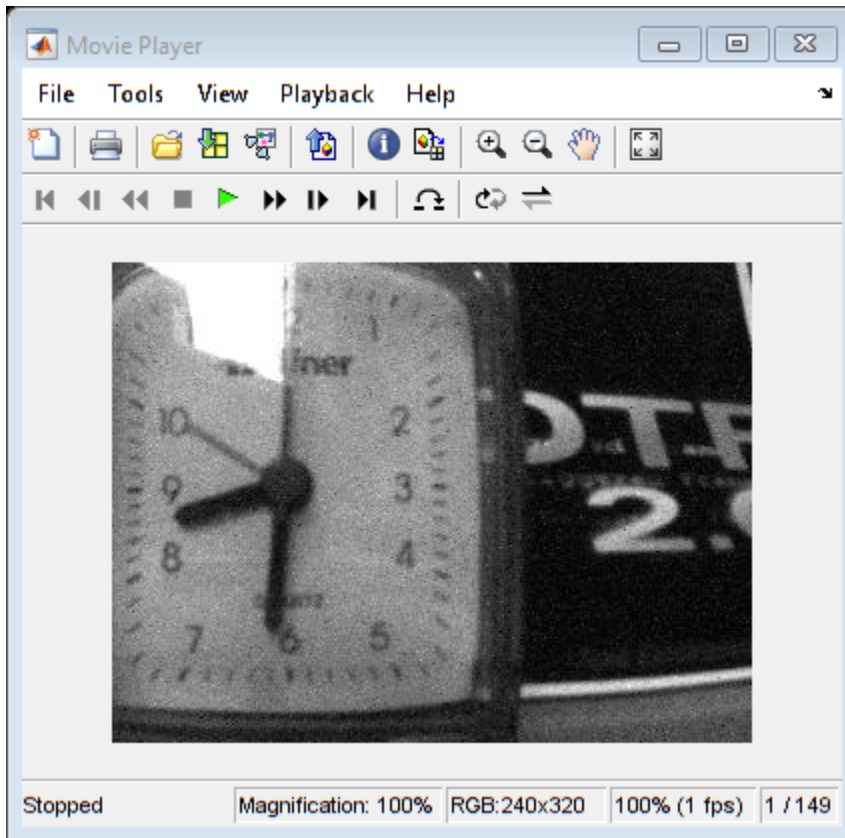 Movie Player
File Tools View Playback Help
1
iner
10 2
9 3
8 4
7 6 5
2.
Stopped Magnification: 100% RGB:240x320 100% (1 fps) 1 / 149